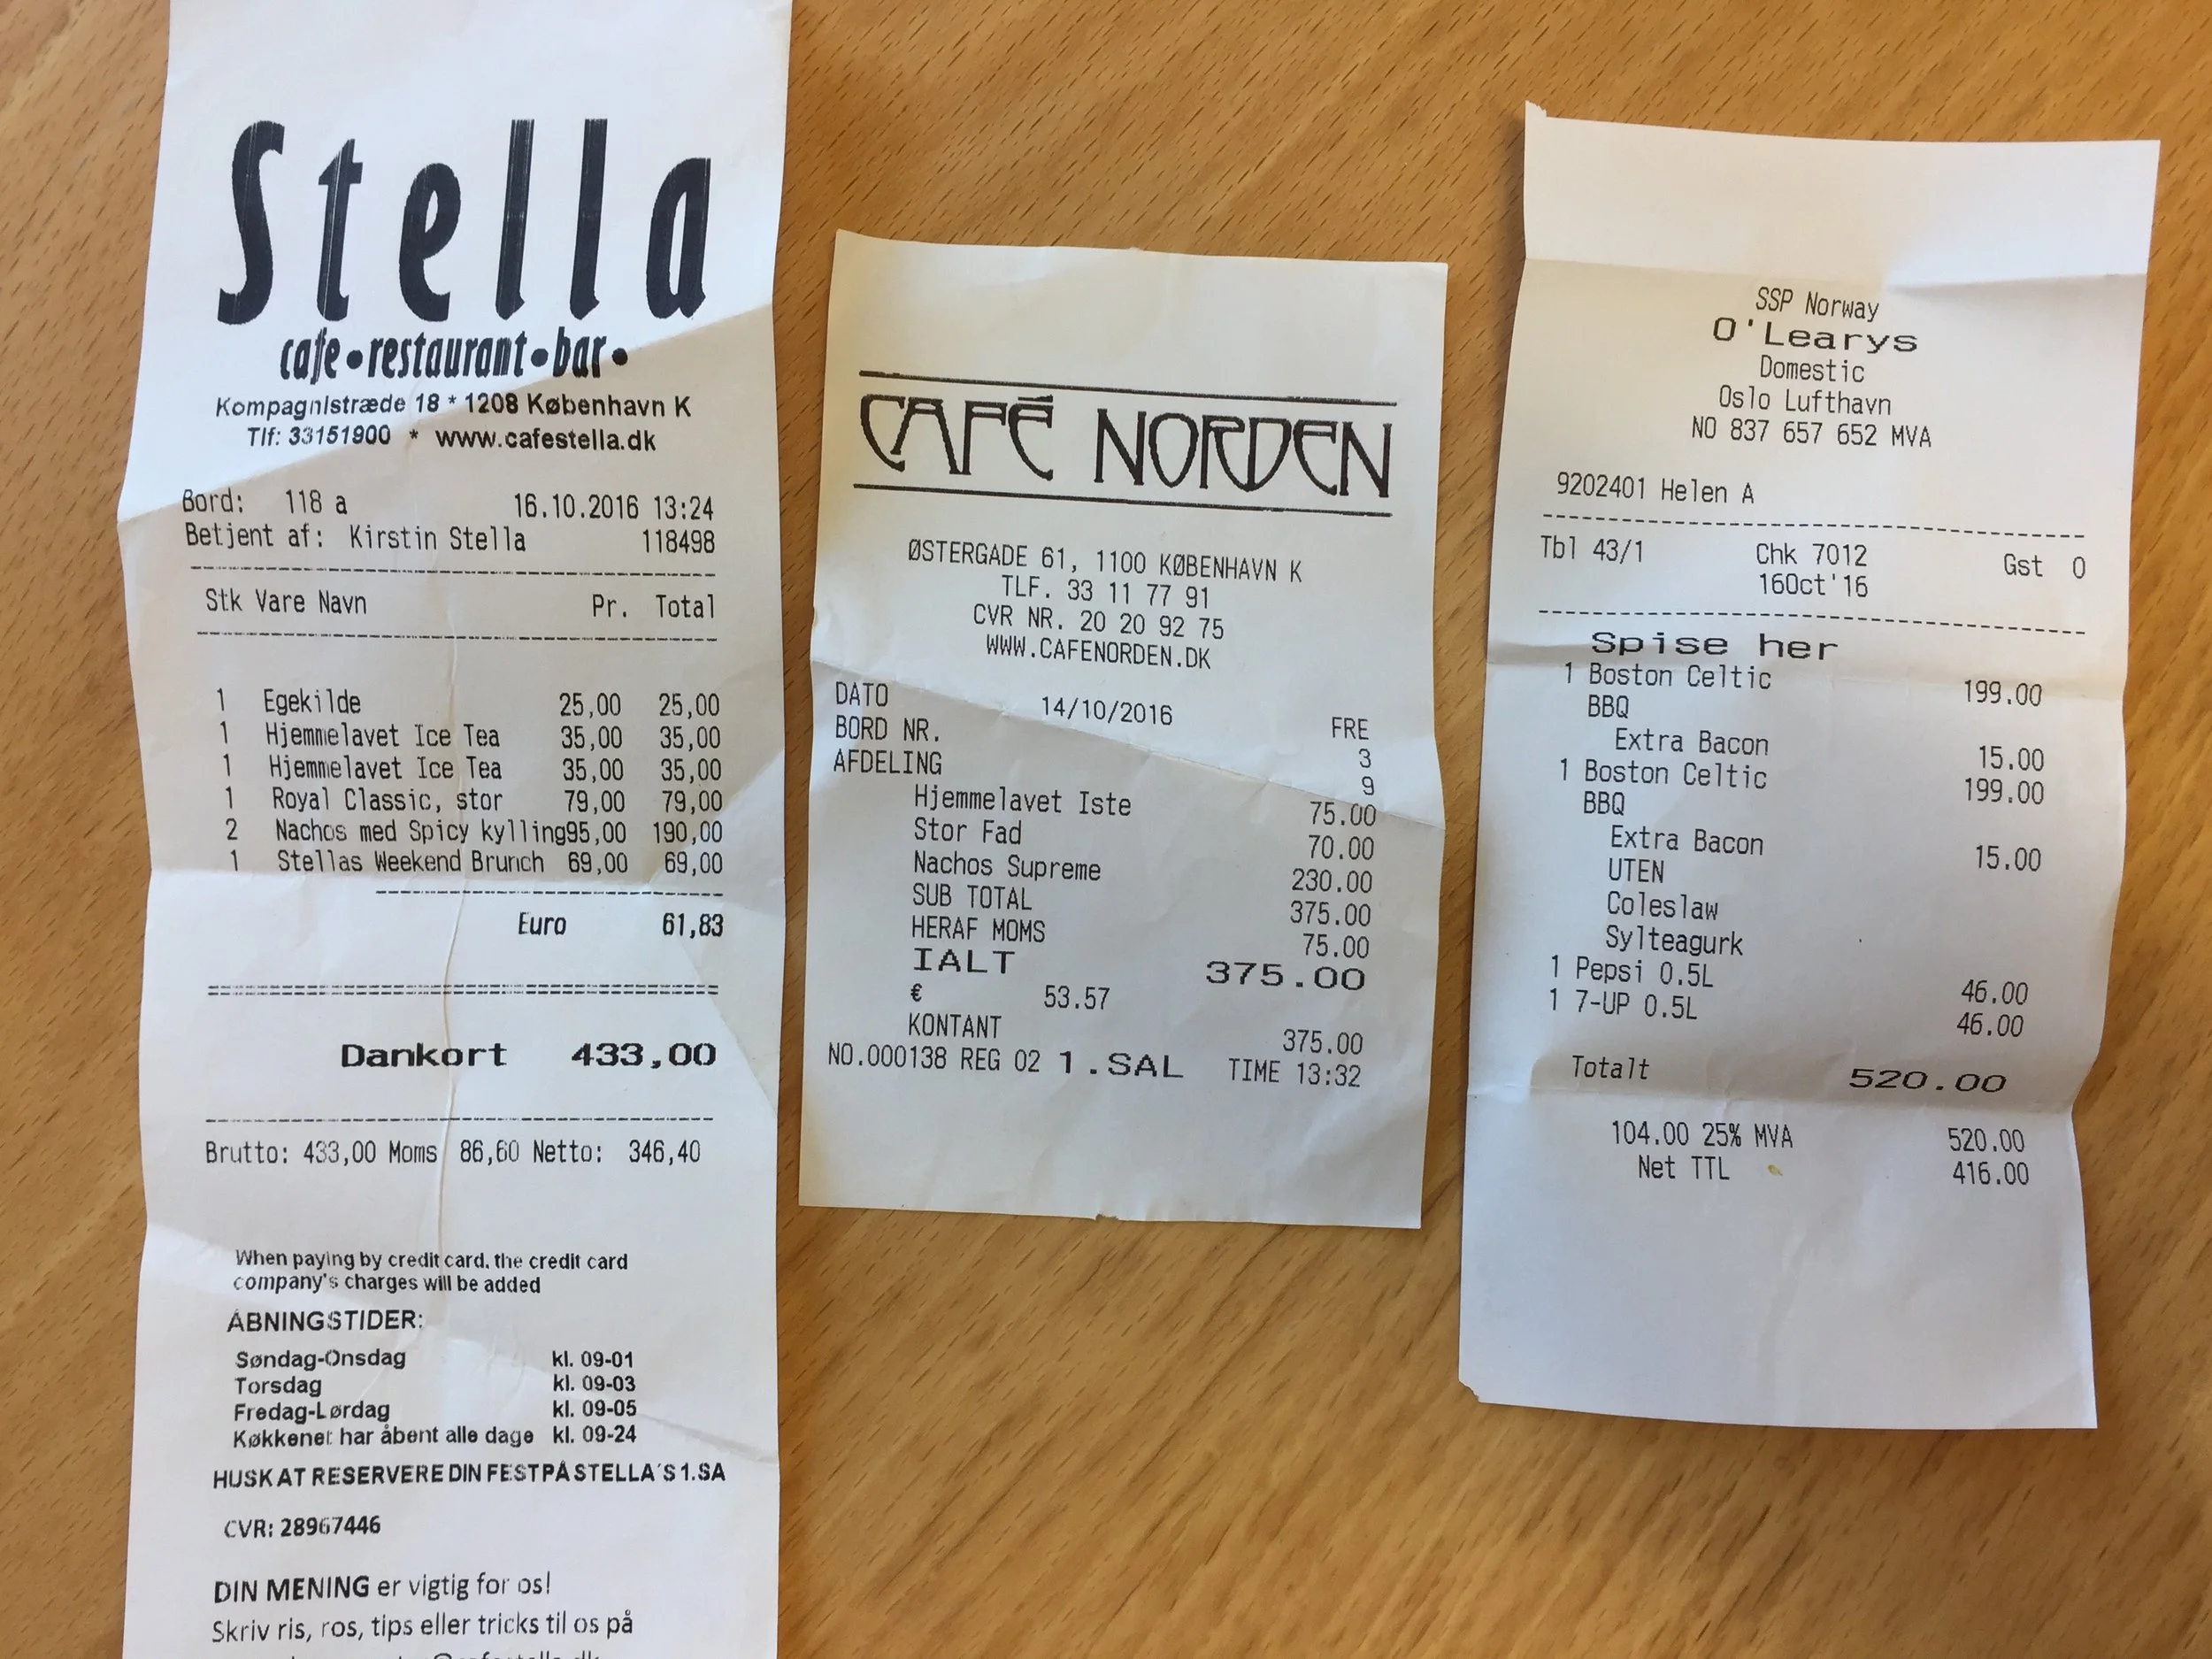 Stella
cafe•restaurant•bar•
Kompagnistræde 18 * 1208 København K
Tlf: 33151900 * www.cafestella.dk
Bord: 118 a 16.10.2016 13:24
Betjent af: Kirstin Stella 118498
Stk Vare Navn Pr. Total
1 Egekilde 25,00 25,00
1 Hjemmelavet Ice Tea 35,00 35,00
1 Hjemmelavet Ice Tea 35,00 35,00
1 Royal Classic, stor 79,00 79,00
2 Nachos med Spicy kylling95,00 190,00
1 Stellas Weekend Brunch 69,00 69,00
Euro 61,83
Dankort 433,00
Brutto: 433,00 Moms 86,60 Netto: 346,40
When paying by credit card, the credit card
company's charges will be added
ÅBNINGSTIDER:
Søndag-Onsdag kl. 09-01
Torsdag kl. 09-03
Fredag-Lørdag kl. 09-05
Køkkenet har åbent alle dage kl. 09-24
HUSK AT RESERVERE DIN FEST PÅ STELLA´S 1.SA
CVR: 28967446
DIN MENING er vigtig for os!
Skriv ris, ros, tips eller tricks til os på
CAFÉ NORDEN
ØSTERGADE 61, 1100 KØBENHAVN K
TLF. 33 11 77 91
CVR NR. 20 20 92 75
WWW.CAFENORDEN.DK
DATO 14/10/2016 FRE
BORD NR. 3
AFDELING 9
Hjemmelavet Iste 75.00
Stor Fad 70.00
Nachos Supreme 230.00
SUB TOTAL 375.00
HERAF MOMS 75.00
IALT 375.00
€ 53.57
KONTANT 375.00
NO.000138 REG 02 1.SAL TIME 13:32
SSP Norway
O'Learys
Domestic
Oslo Lufthavn
NO 837 657 652 MVA
9202401 Helen A
Tbl 43/1 Chk 7012 Gst 0
16Oct'16
Spise her
1 Boston Celtic 199.00
BBQ
Extra Bacon 15.00
1 Boston Celtic 199.00
BBQ
Extra Bacon 15.00
UTEN
Coleslaw
Sylteagurk
1 Pepsi 0.5L 46.00
1 7-UP 0.5L 46.00
Totalt 520.00
104.00 25% MVA 520.00
Net TTL 416.00